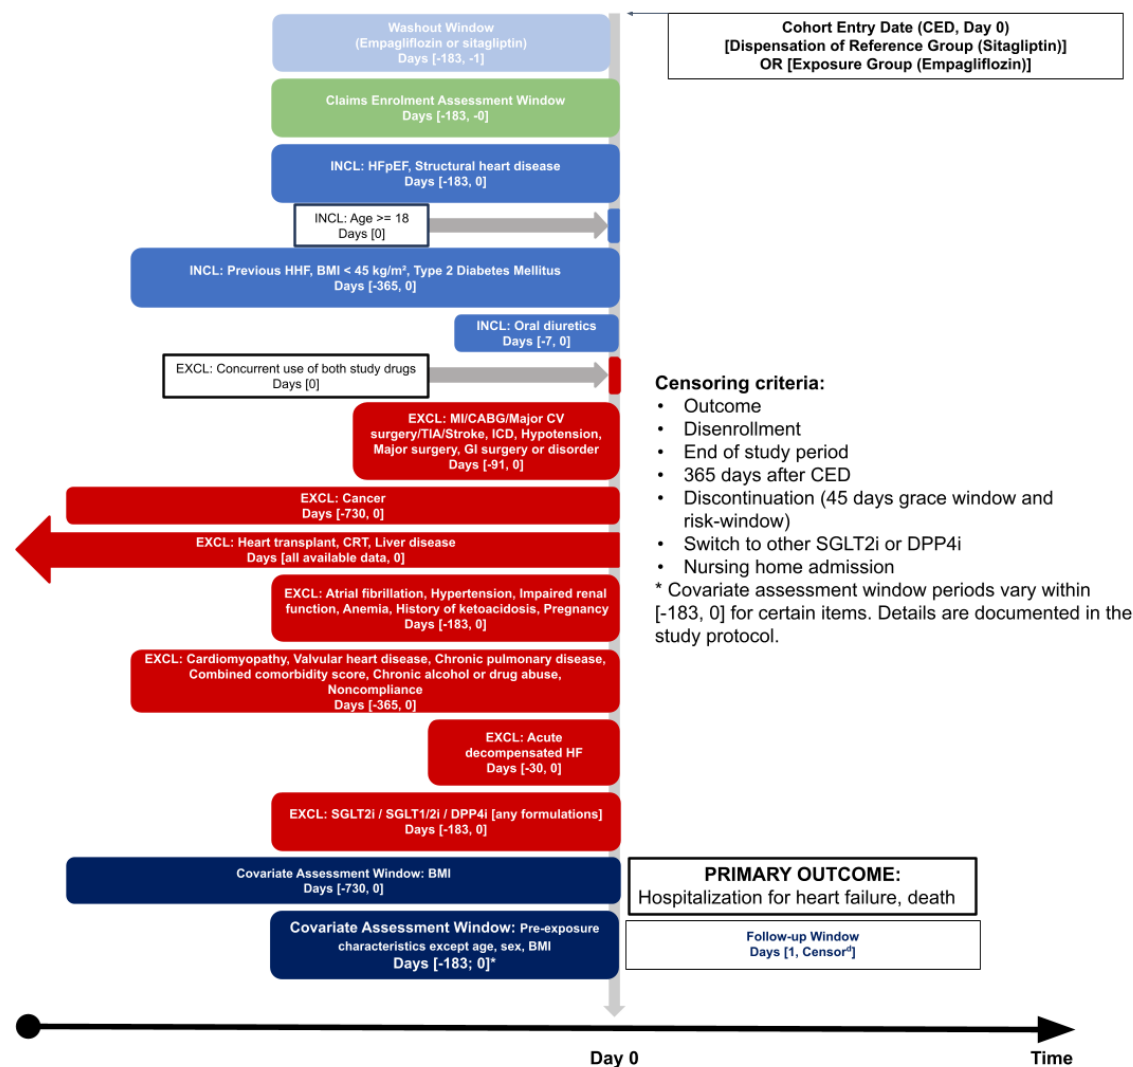 Washout Window
(Empagliflozin or sitagliptin)
Days [-183, -1]
Cohort Entry Date (CED, Day 0)
[Dispensation of Reference Group (Sitagliptin)]
OR [Exposure Group (Empagliflozin)]
Claims Enrolment Assessment Window
Days [-183, -0]
INCL: HFpEF, Structural heart disease
Days [-183, 0]
INCL: Age >= 18
Days [0]
INCL: Previous HHF, BMI < 45 kg/m², Type 2 Diabetes Mellitus
Days [-365, 0]
INCL: Oral diuretics
Days [-7, 0]
EXCL: Concurrent use of both study drugs
Days [0]
EXCL: MI/CABG/Major CV
surgery/TIA/Stroke, ICD, Hypotension,
Major surgery, GI surgery or disorder
Days [-91, 0]
EXCL: Cancer
Days [-730, 0]
EXCL: Heart transplant, CRT, Liver disease
Days [all available data, 0]
EXCL: Atrial fibrillation, Hypertension, Impaired renal
function, Anemia, History of ketoacidosis, Pregnancy
Days [-183, 0]
EXCL: Cardiomyopathy, Valvular heart disease, Chronic pulmonary disease,
Combined comorbidity score, Chronic alcohol or drug abuse,
Noncompliance
Days [-365, 0]
EXCL: Acute
decompensated HF
Days [-30, 0]
EXCL: SGLT2i / SGLT1/2i / DPP4i [any formulations]
Days [-183, 0]
Covariate Assessment Window: BMI
Days [-730, 0]
Covariate Assessment Window: Pre-exposure
characteristics except age, sex, BMI
Days [-183; 0]*
Censoring criteria:
• Outcome
• Disenrollment
• End of study period
• 365 days after CED
• Discontinuation (45 days grace window and
risk-window)
• Switch to other SGLT2i or DPP4i
• Nursing home admission
* Covariate assessment window periods vary within
[-183, 0] for certain items. Details are documented in the
study protocol.
PRIMARY OUTCOME:
Hospitalization for heart failure, death
Follow-up Window
Days [1, Censorᵈ]
Day 0
Time